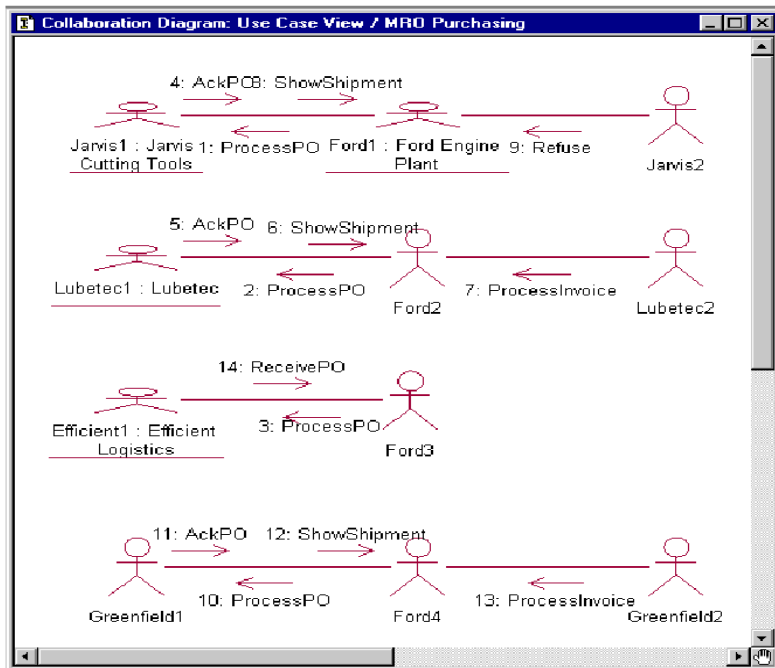 Collaboration Diagram: Use Case View / MRO Purchasing
4: AckPO
8: ShowShipment
Jarvis1 : Jarvis
Cutting Tools
1: ProcessPO
Ford1 : Ford Engine
Plant
9: Refuse
Jarvis2
5: AckPO
6: ShowShipment
Lubetec1 : Lubetec
2: ProcessPO
Ford2
7: ProcessInvoice
Lubetec2
14: ReceivePO
Efficient1 : Efficient
Logistics
3: ProcessPO
Ford3
11: AckPO
12: ShowShipment
Greenfield1
10: ProcessPO
Ford4
13: ProcessInvoice
Greenfield2